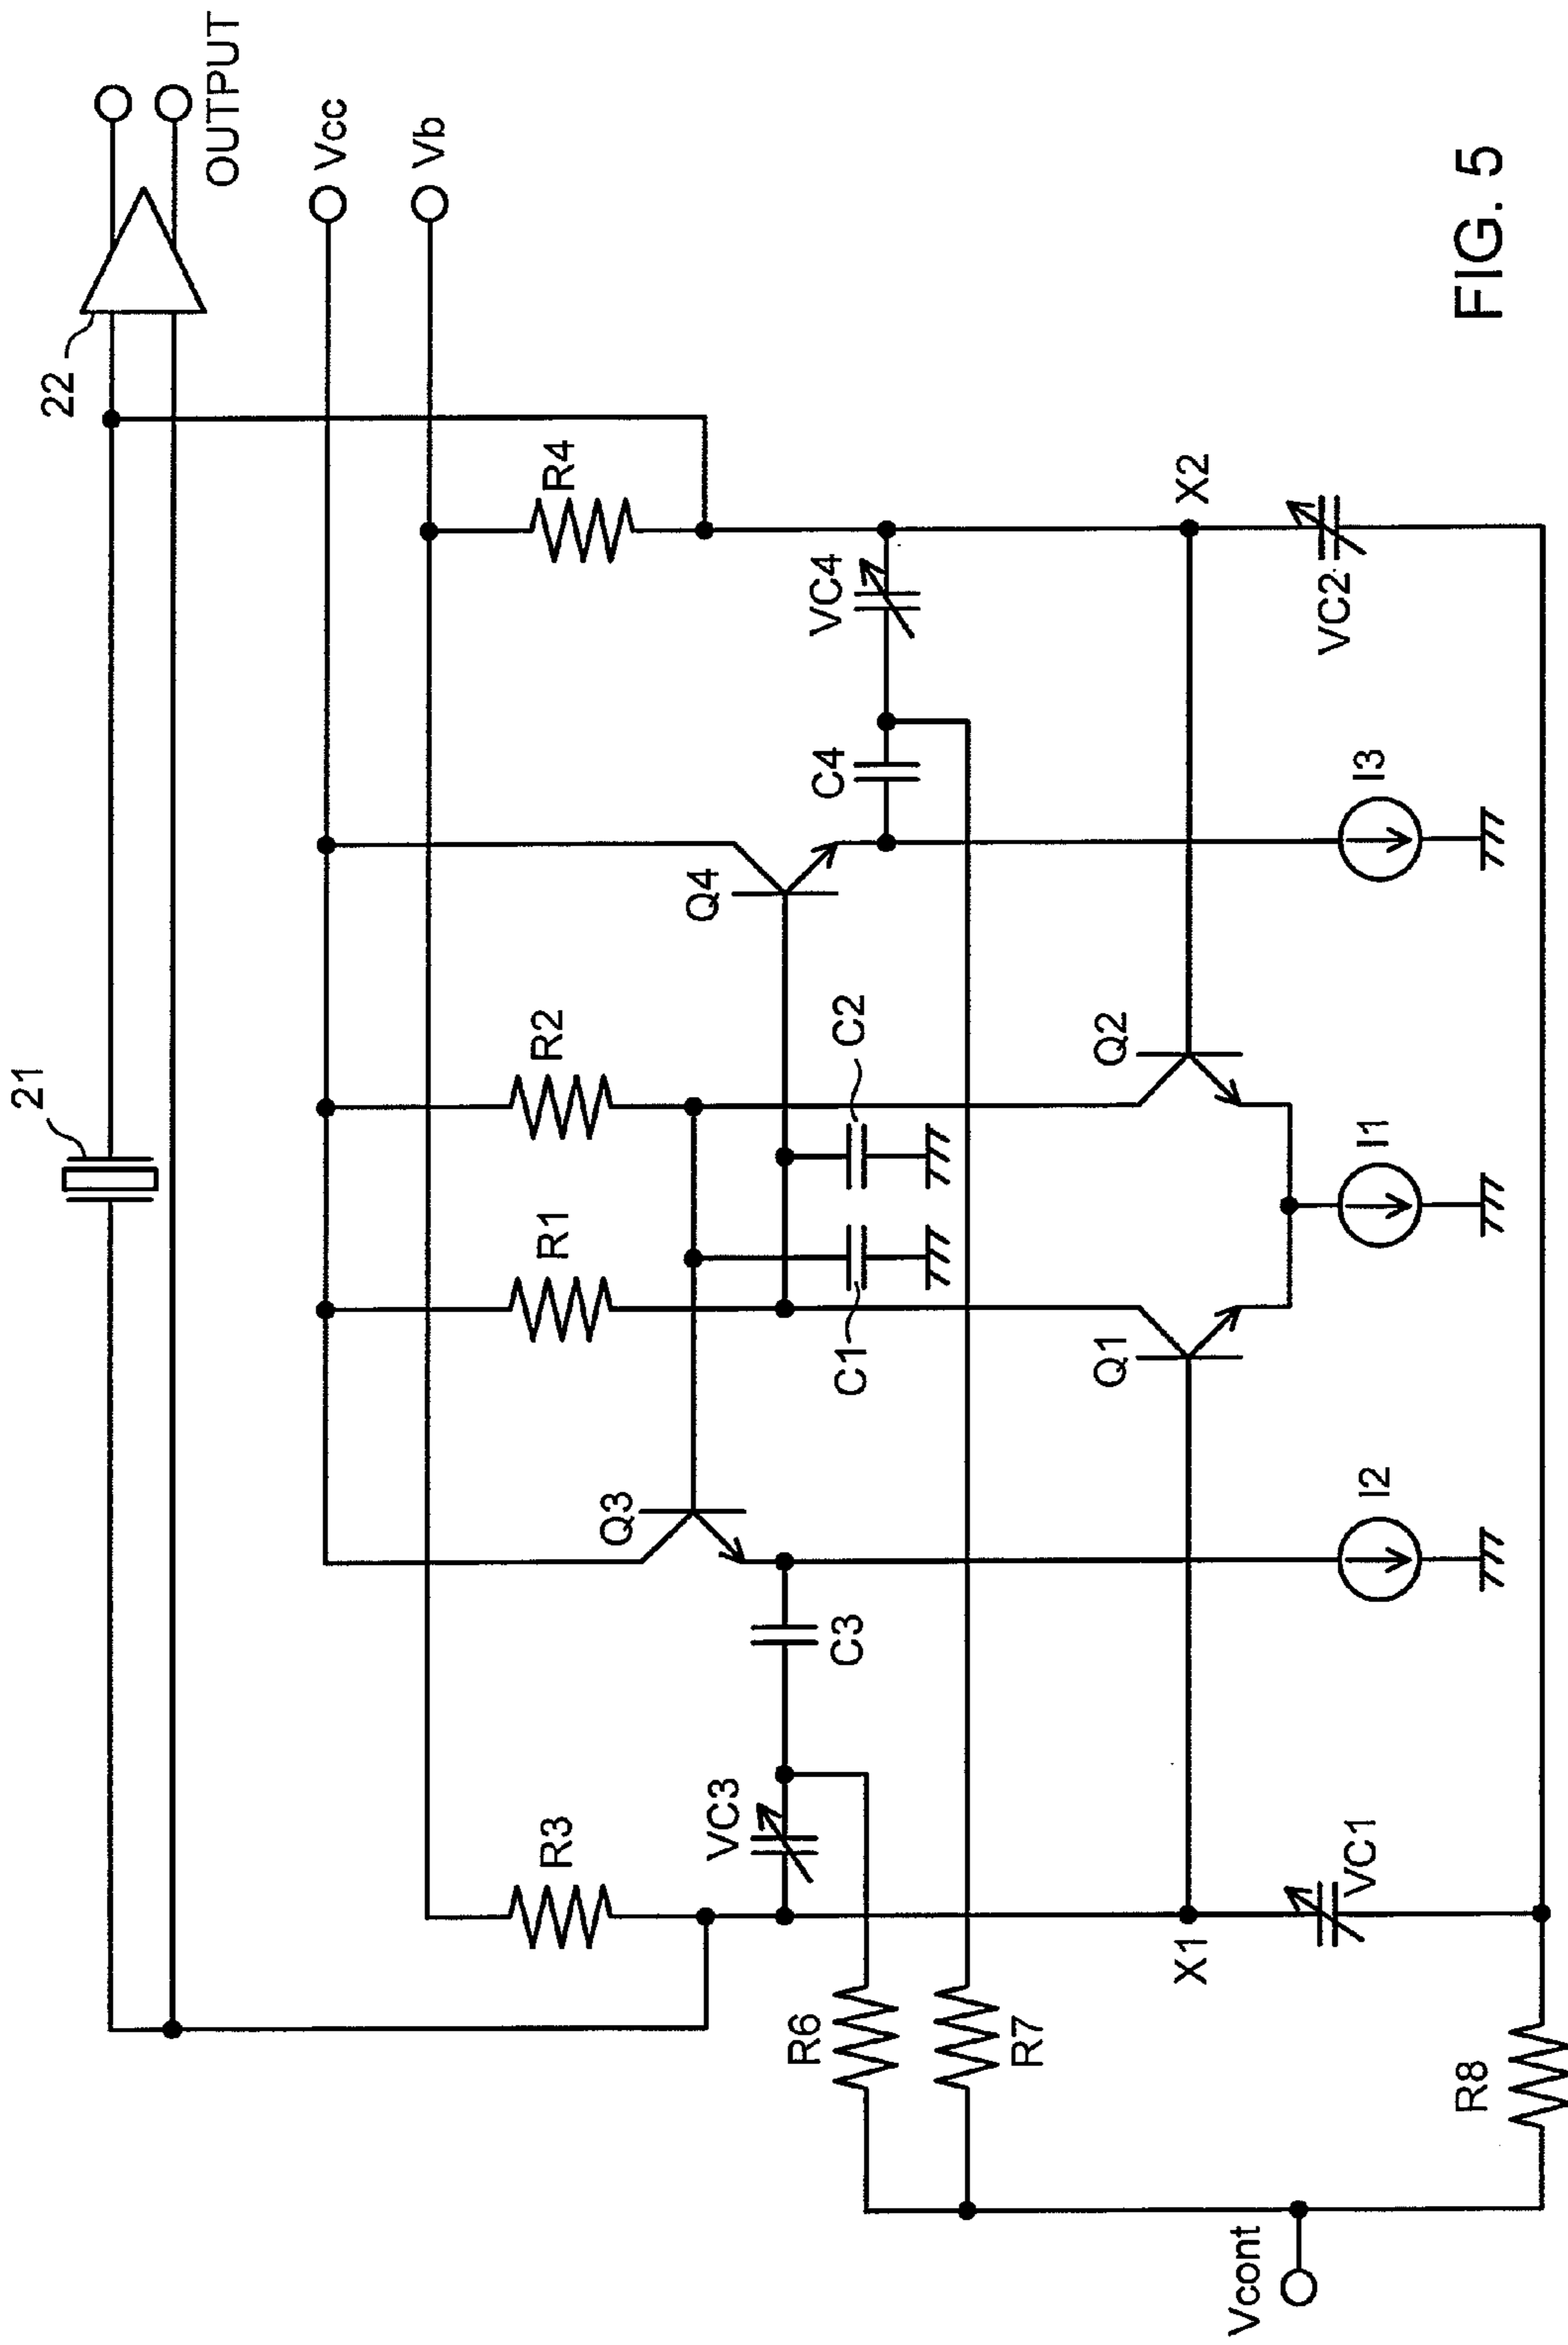 21
22
OUTPUT
Vcc
Vb
R3
R1
R2
R4
Q3
Q4
VC3
C3
C1
C2
C4
VC4
R6
R7
Q1
Q2
X1
X2
VC1
VC2
I2
I1
I3
Vcont
R8
FIG. 5